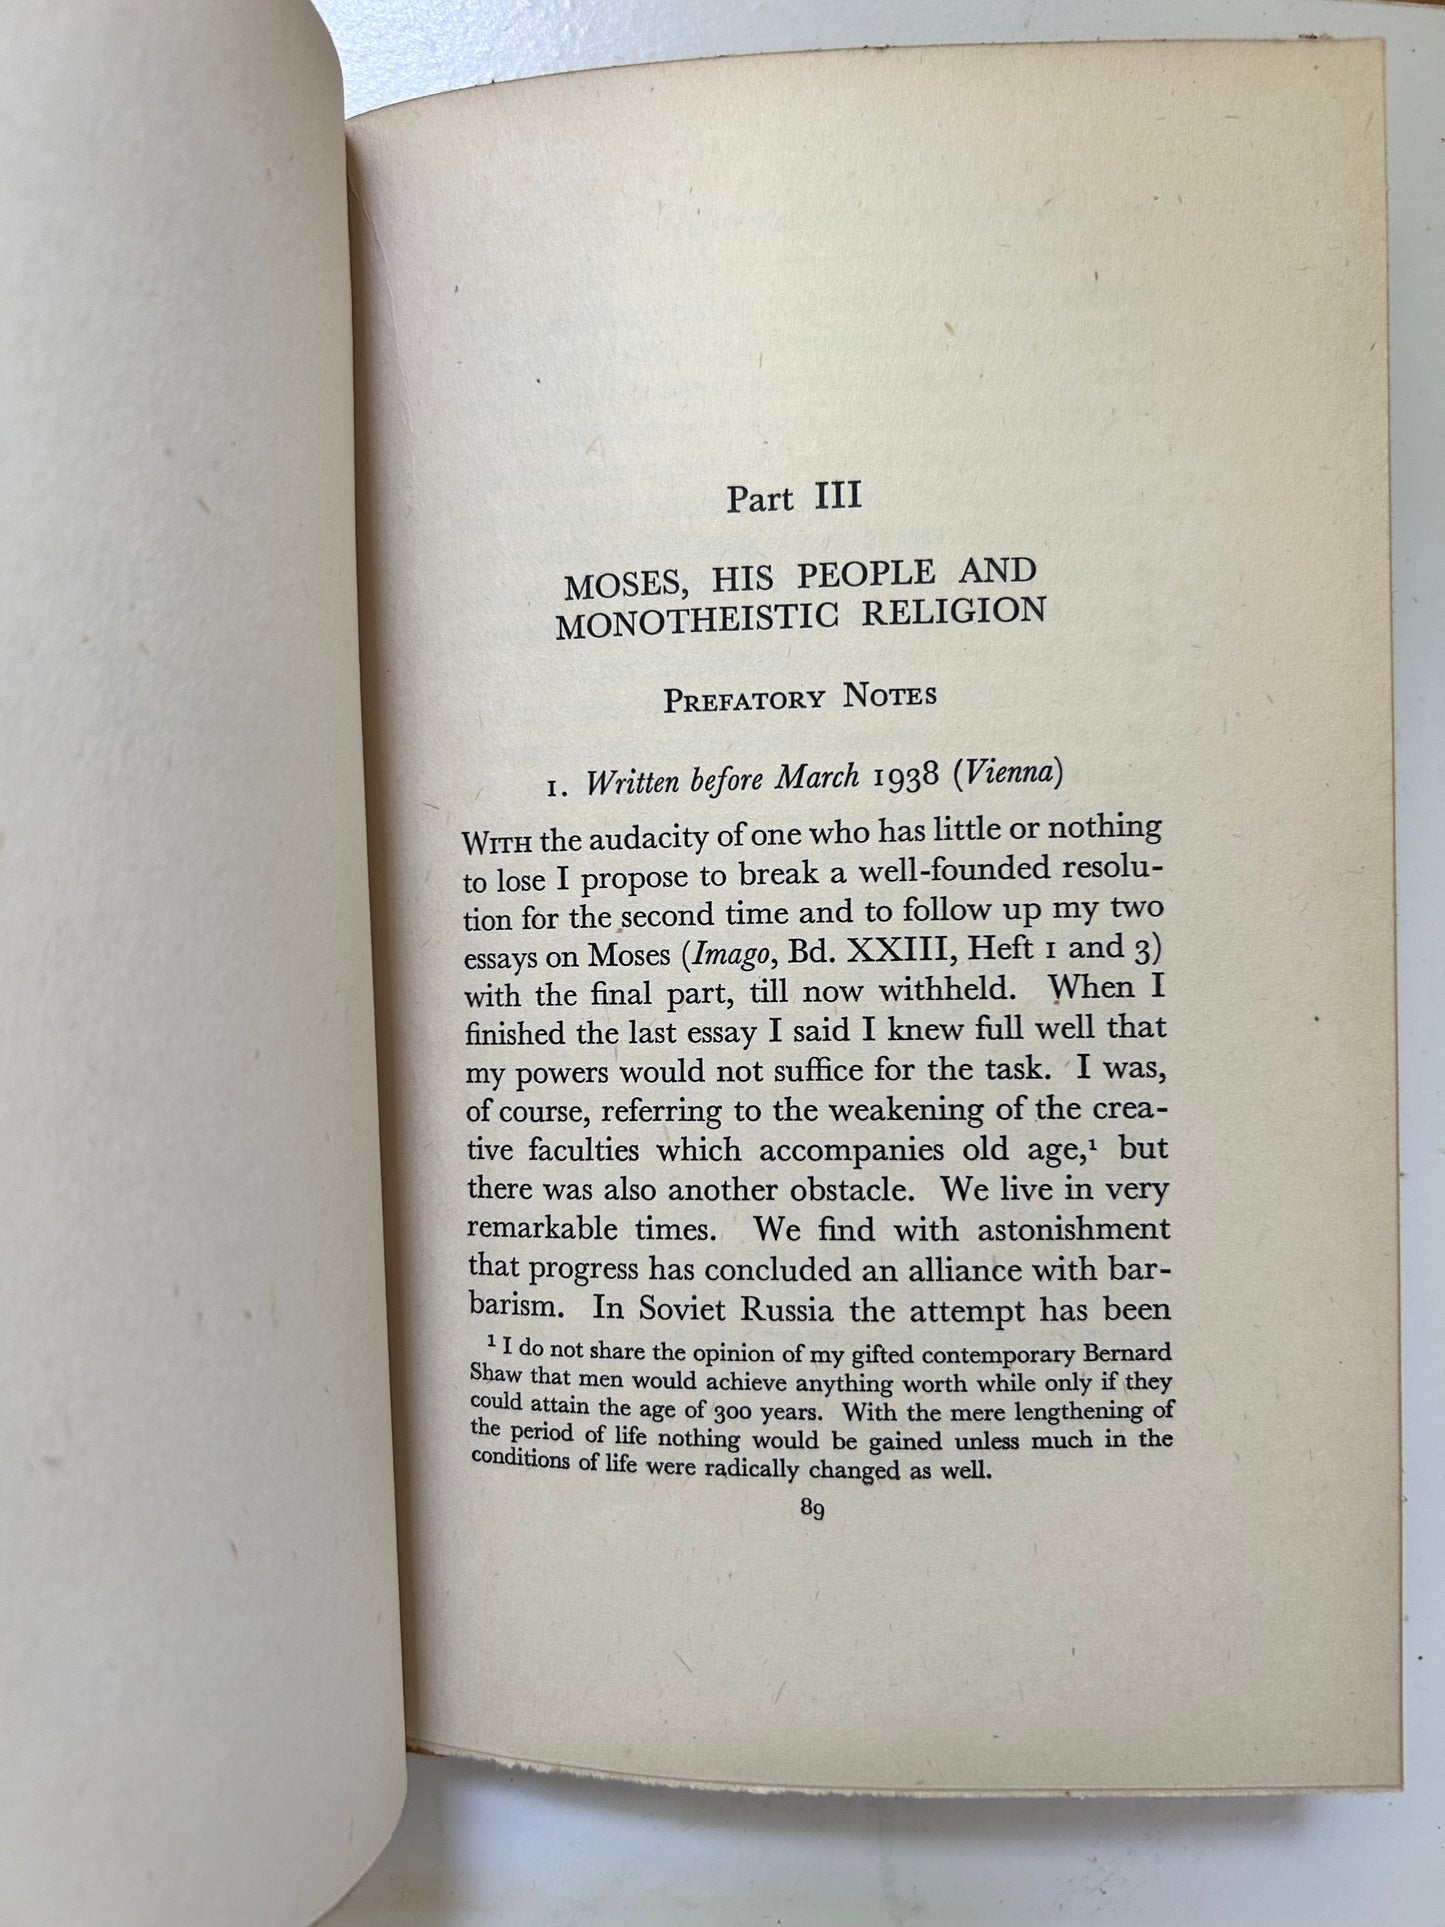 Part III
MOSES, HIS PEOPLE AND
MONOTHEISTIC RELIGION
PREFATORY NOTES
1. Written before March 1938 (Vienna)
WITH the audacity of one who has little or nothing
to lose I propose to break a well-founded resolu-
tion for the second time and to follow up my two
essays on Moses (Imago, Bd. XXIII, Heft 1 and 3)
with the final part, till now withheld. When I
finished the last essay I said I knew full well that
my powers would not suffice for the task. I was,
of course, referring to the weakening of the crea-
tive faculties which accompanies old age,¹ but
there was also another obstacle. We live in very
remarkable times. We find with astonishment
that progress has concluded an alliance with bar-
barism. In Soviet Russia the attempt has been
¹ I do not share the opinion of my gifted contemporary Bernard
Shaw that men would achieve anything worth while only if they
could attain the age of 300 years. With the mere lengthening of
the period of life nothing would be gained unless much in the
conditions of life were radically changed as well.
89